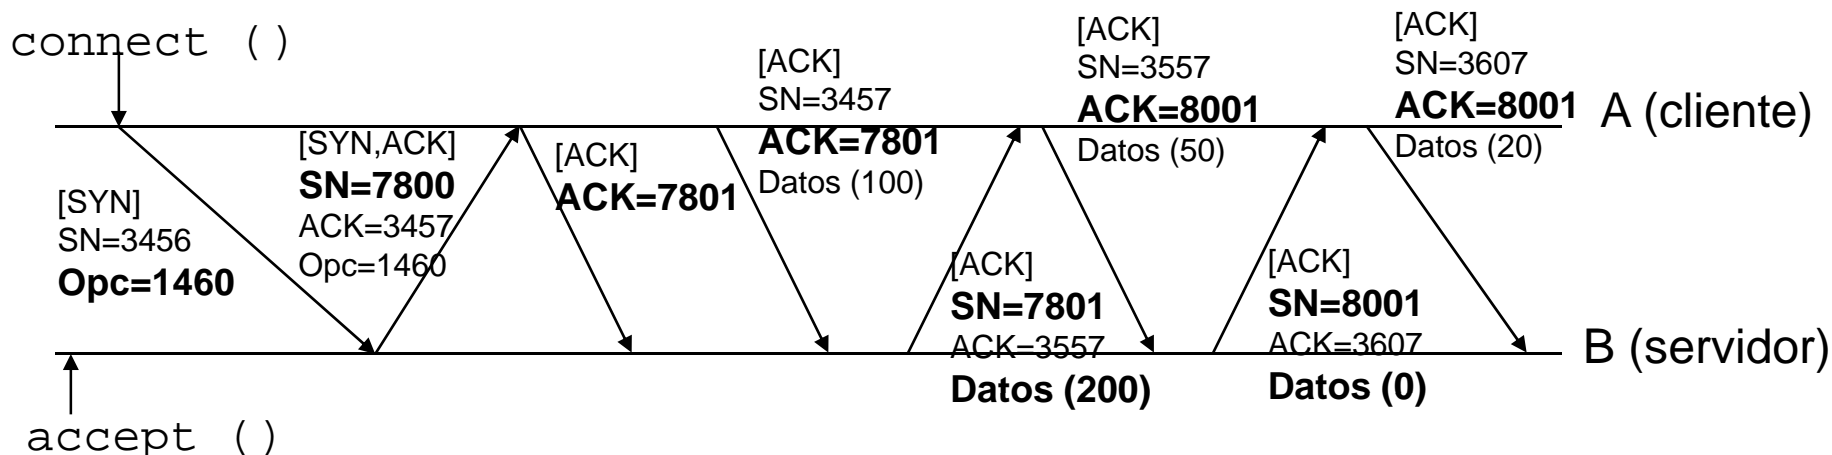 connect ()
[SYN]
SN=3456
Opc=1460
[SYN,ACK]
SN=7800
ACK=3457
Opc=1460
[ACK]
ACK=7801
[ACK]
SN=3457
ACK=7801
Datos (100)
[ACK]
SN=7801
ACK=3557
Datos (200)
[ACK]
SN=3557
ACK=8001
Datos (50)
[ACK]
SN=8001
ACK=3607
Datos (0)
[ACK]
SN=3607
ACK=8001
Datos (20)
A (cliente)
B (servidor)
accept ()